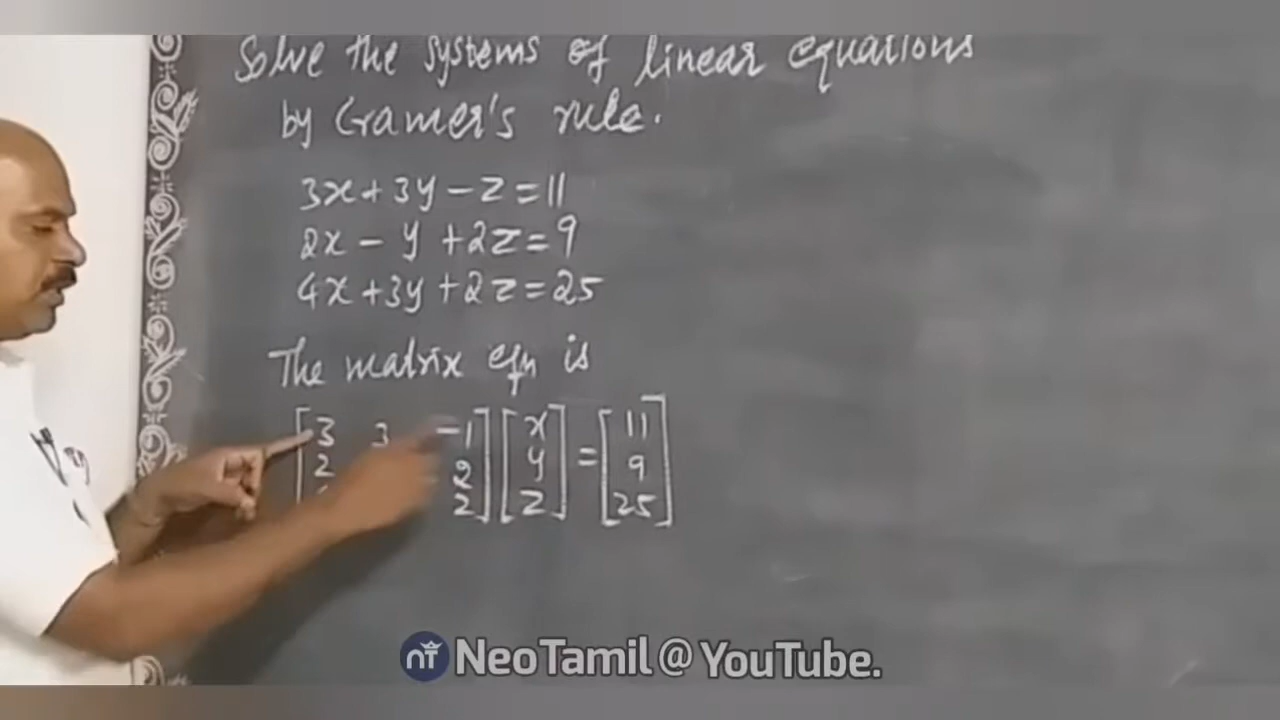 Solve the systems of linear equations
by Cramer's rule.
3x + 3y - z = 11
2x - y + 2z = 9
4x + 3y + 2z = 25
The matrix eqn is
[3 3 -1] [x] = [11]
[2 2] [y] [9]
[2] [z] [25]
nT NeoTamil @ YouTube.